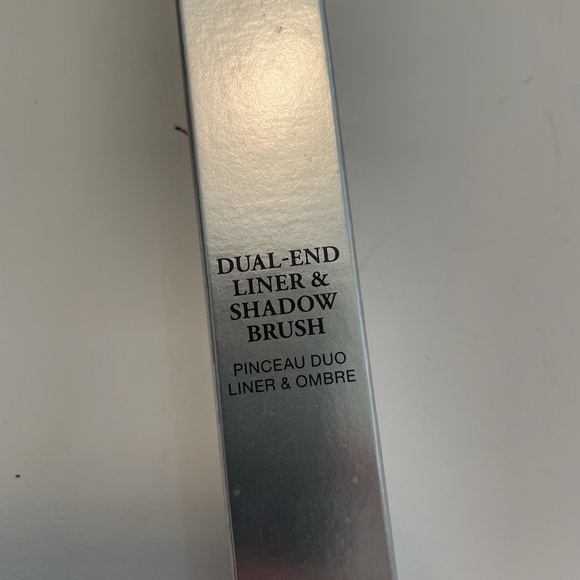 DUAL-END
LINER &
SHADOW
BRUSH
PINCEAU DUO
LINER & OMBRE